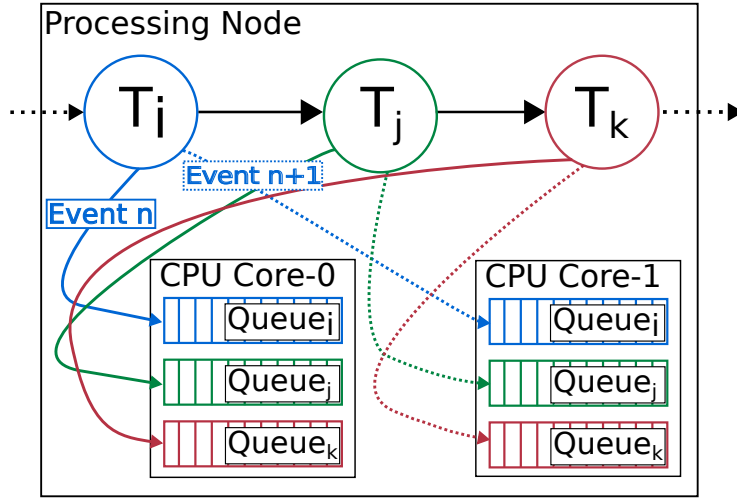 Processing Node
Ti
Tj
Tk
Event n+1
Event n
CPU Core-0
Queuei
Queuej
Queuek
CPU Core-1
Queuei
Queuej
Queuek